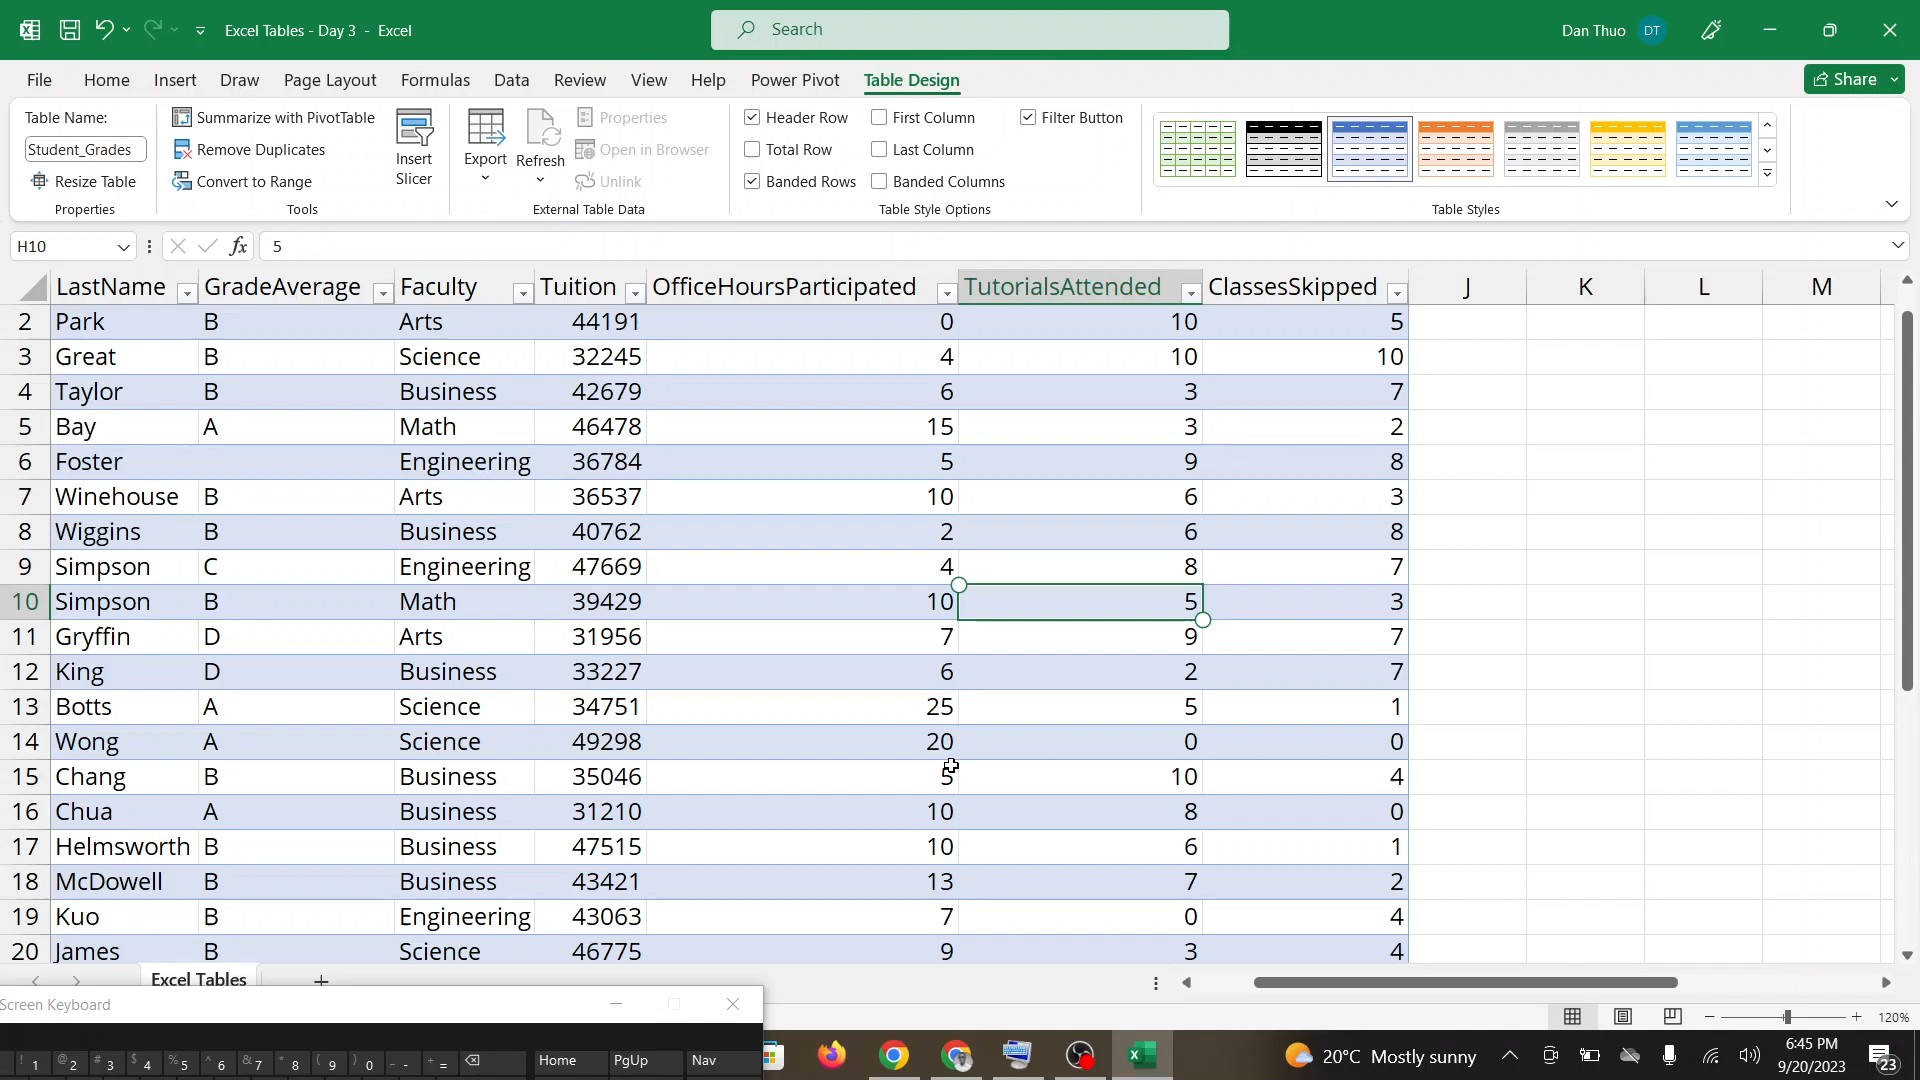 Excel Tables - Day 3 - Excel
Search
Dan Thuo DT
File Home Insert Draw Page Layout Formulas Data Review View Help Power Pivot Table Design Share
Table Name:
Student_Grades
Resize Table
Properties
Summarize with PivotTable
Remove Duplicates
Convert to Range
Tools
Insert
Slicer
Export Refresh
Properties
Open in Browser
Unlink
External Table Data
Header Row First Column Filter Button
Total Row Last Column
Banded Rows Banded Columns
Table Style Options
Table Styles
H10 fx 5
LastName GradeAverage Faculty Tuition OfficeHoursParticipated TutorialsAttended ClassesSkipped J K L M
2 Park B Arts 44191 0 10 5
3 Great B Science 32245 4 10 10
4 Taylor B Business 42679 6 3 7
5 Bay A Math 46478 15 3 2
6 Foster Engineering 36784 5 9 8
7 Winehouse B Arts 36537 10 6 3
8 Wiggins B Business 40762 2 6 8
9 Simpson C Engineering 47669 4 8 7
10 Simpson B Math 39429 10 5 3
11 Gryffin D Arts 31956 7 9 7
12 King D Business 33227 6 2 7
13 Botts A Science 34751 25 5 1
14 Wong A Science 49298 20 0 0
15 Chang B Business 35046 5 10 4
16 Chua A Business 31210 10 8 0
17 Helmsworth B Business 47515 10 6 1
18 McDowell B Business 43421 13 7 2
19 Kuo B Engineering 43063 7 0 4
20 James B Science 46775 9 3 4
Excel Tables
Screen Keyboard
120%
! 1 @ 2 # 3 $ 4 % 5 ^ 6 & 7 * 8 ( 9 ) 0 _ - + = Home PgUp Nav
20°C Mostly sunny
6:45 PM
9/20/2023
23